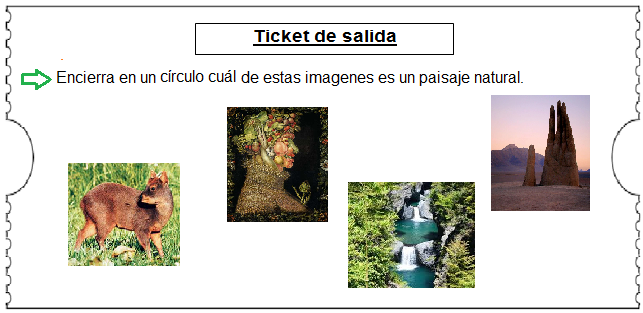 Ticket de salida
Encierra en un círculo cuál de estas imagenes es un paisaje natural.